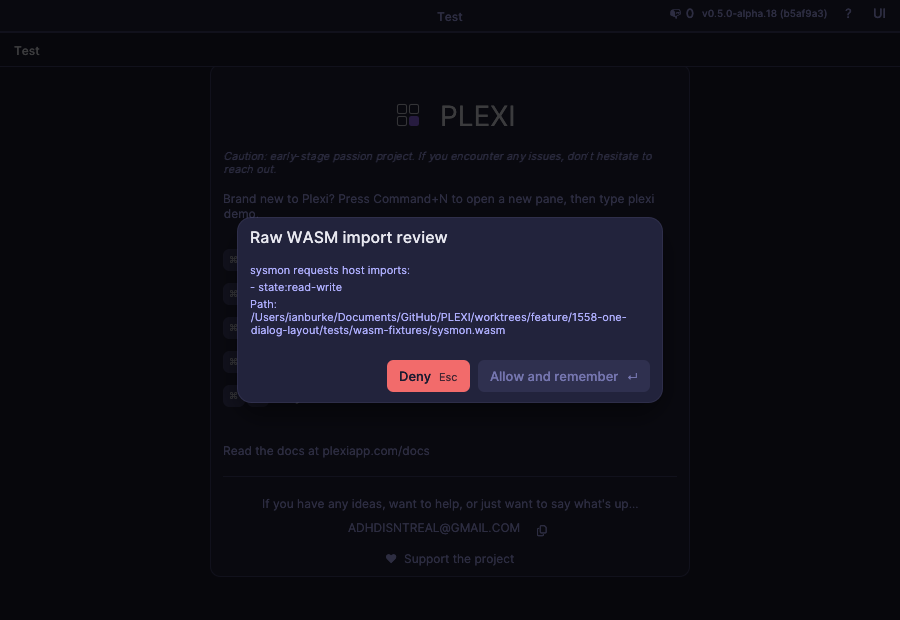 Test
0 v0.5.0-alpha.18 (b5af9a3) ? UI
Test
PLEXI
Caution: early-stage passion project. If you encounter any issues, don't hesitate to
reach out.
Brand new to Plexi? Press Command+N to open a new pane, then type plexi
demo.
Raw WASM import review
sysmon requests host imports:
- state:read-write
Path:
/Users/ianburke/Documents/GitHub/PLEXI/worktrees/feature/1558-one-
dialog-layout/tests/wasm-fixtures/sysmon.wasm
Deny Esc
Allow and remember ↵
Read the docs at plexiapp.com/docs
If you have any ideas, want to help, or just want to say what's up...
ADHDISNTREAL@GMAIL.COM
Support the project